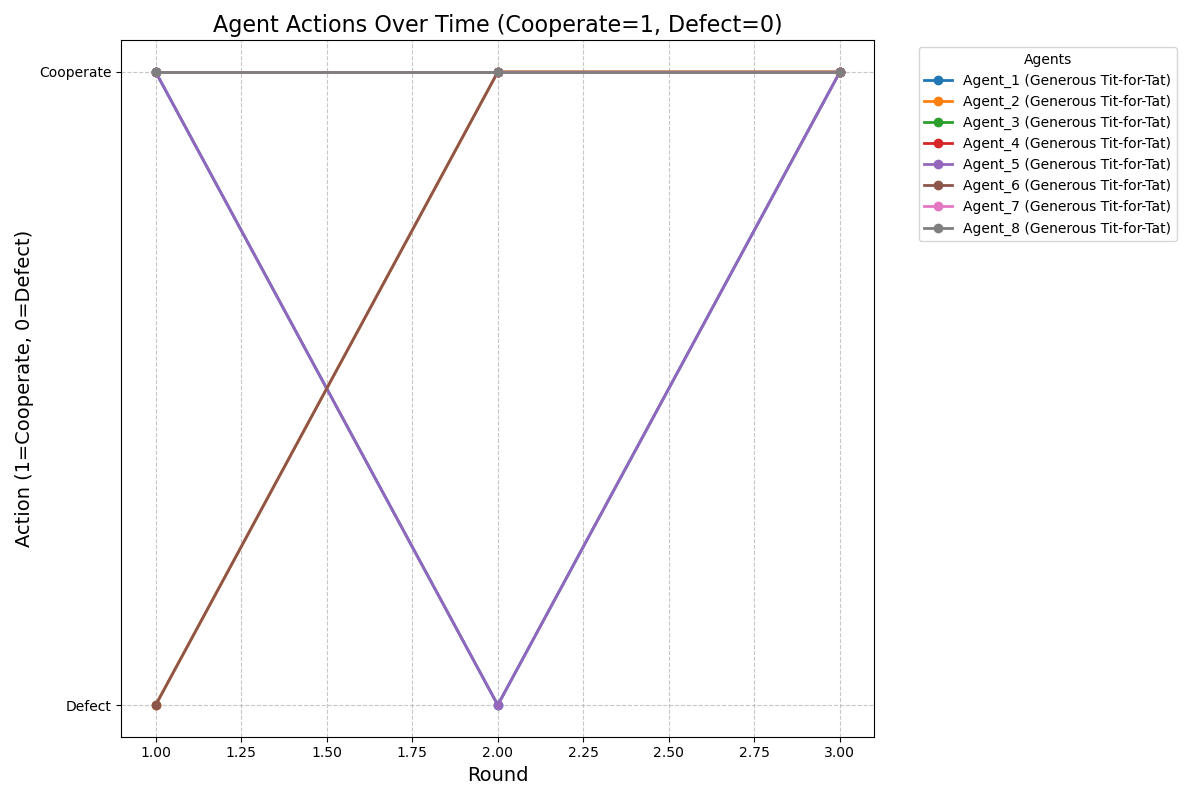 Agent Actions Over Time (Cooperate=1, Defect=0)
Cooperate
Defect
Action (1=Cooperate, 0=Defect)
1.00 1.25 1.50 1.75 2.00 2.25 2.50 2.75 3.00
Round
Agents
Agent_1 (Generous Tit-for-Tat)
Agent_2 (Generous Tit-for-Tat)
Agent_3 (Generous Tit-for-Tat)
Agent_4 (Generous Tit-for-Tat)
Agent_5 (Generous Tit-for-Tat)
Agent_6 (Generous Tit-for-Tat)
Agent_7 (Generous Tit-for-Tat)
Agent_8 (Generous Tit-for-Tat)